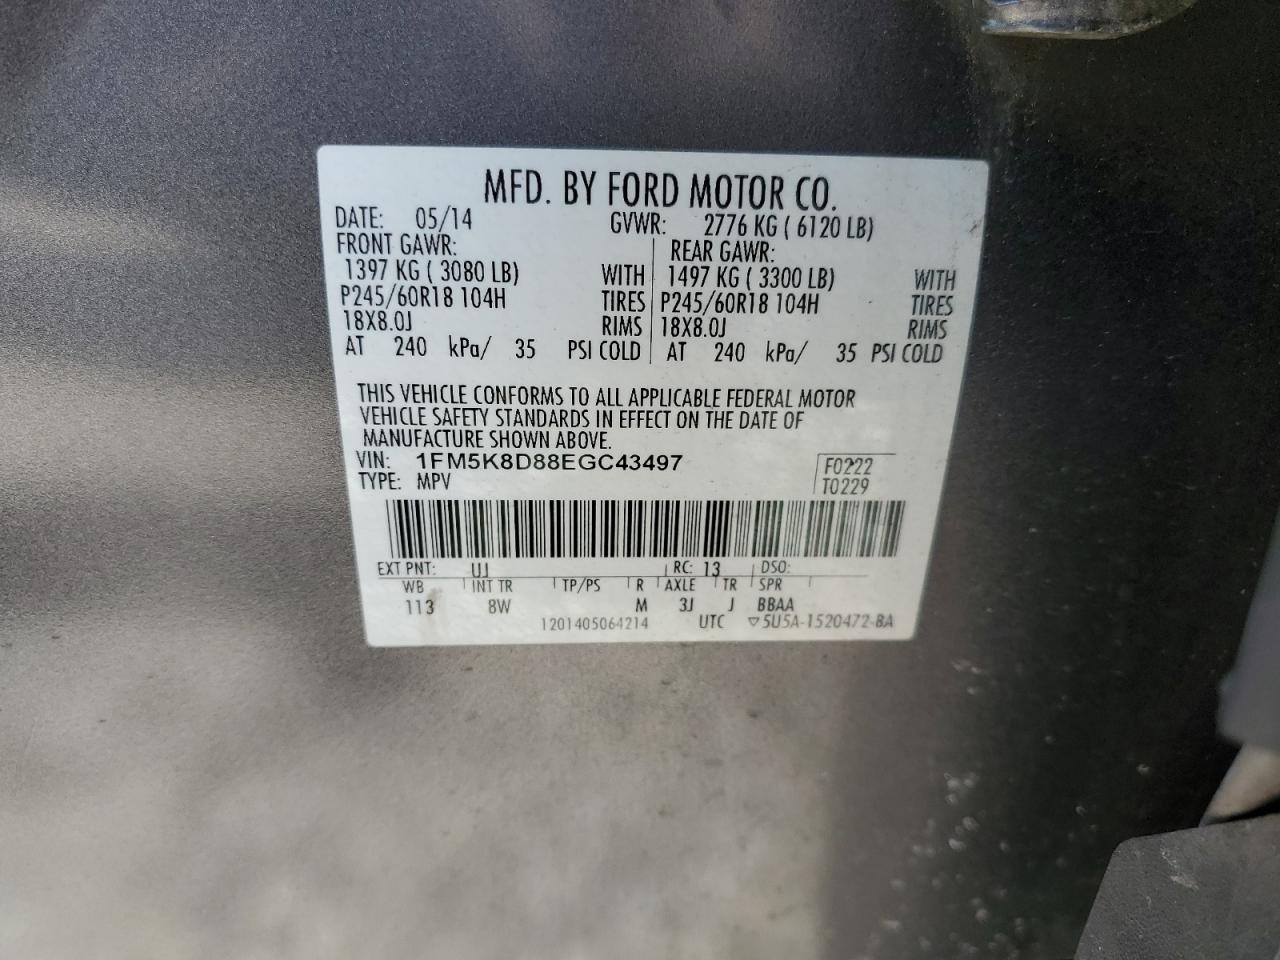 MFD. BY FORD MOTOR CO.
DATE: 05/14 GVWR: 2776 KG ( 6120 LB)
FRONT GAWR: REAR GAWR:
1397 KG ( 3080 LB) WITH 1497 KG ( 3300 LB) WITH
P245/60R18 104H TIRES P245/60R18 104H TIRES
18X8.0J RIMS 18X8.0J RIMS
AT 240 kPa/ 35 PSI COLD AT 240 kPa/ 35 PSI COLD
THIS VEHICLE CONFORMS TO ALL APPLICABLE FEDERAL MOTOR
VEHICLE SAFETY STANDARDS IN EFFECT ON THE DATE OF
MANUFACTURE SHOWN ABOVE.
VIN: 1FM5K8D88EGC43497 F0222
TYPE: MPV T0229
EXT PNT: UJ RC: 13 DSO:
WB INT TR TP/PS R AXLE TR SPR
113 8W M 3J J BBAA
1201405064214 UTC ▽5U5A-1520472-BA